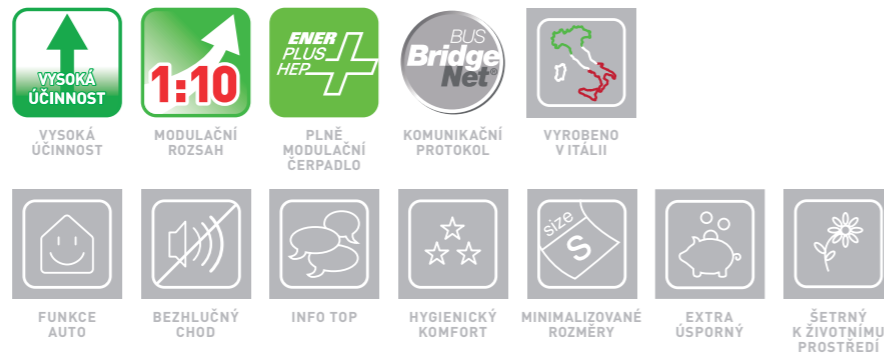 VYSOKÁ
ÚČINNOST
1:10
ENER
PLUS
HEP
BUS
Bridge
Net®
VYSOKÁ
ÚČINNOST
MODULAČNÍ
ROZSAH
PLNĚ
MODULAČNÍ
ČERPADLO
KOMUNIKAČNÍ
PROTOKOL
VYROBENO
V ITÁLII
size
S
FUNKCE
AUTO
BEZHLUČNÝ
CHOD
INFO TOP
HYGIENICKÝ
KOMFORT
MINIMALIZOVANÉ
ROZMĚRY
EXTRA
ÚSPORNÝ
ŠETRNÝ
K ŽIVOTNÍMU
PROSTŘEDÍ